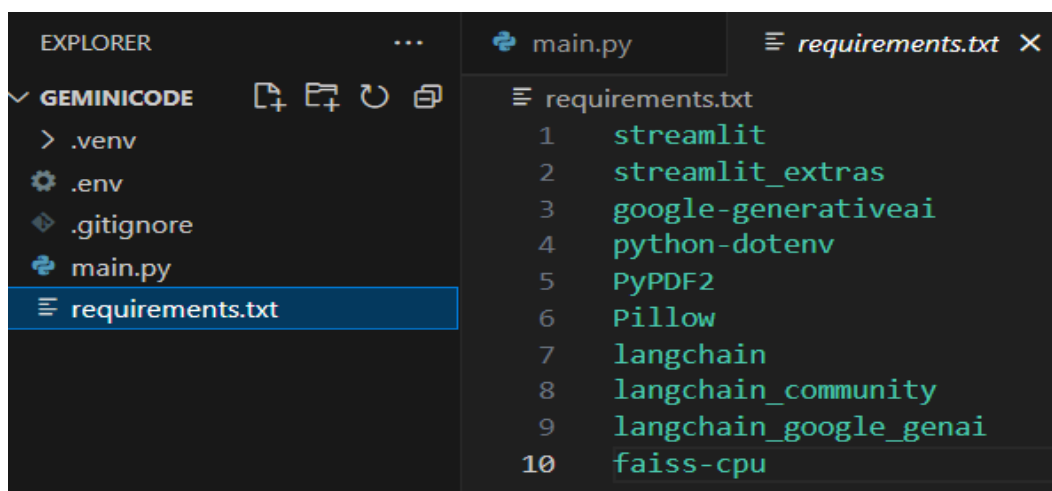 EXPLORER
...
GEMINICODE
.venv
.env
.gitignore
main.py
requirements.txt
main.py
requirements.txt
requirements.txt
1 streamlit
2 streamlit_extras
3 google-generativeai
4 python-dotenv
5 PyPDF2
6 Pillow
7 langchain
8 langchain_community
9 langchain_google_genai
10 faiss-cpu